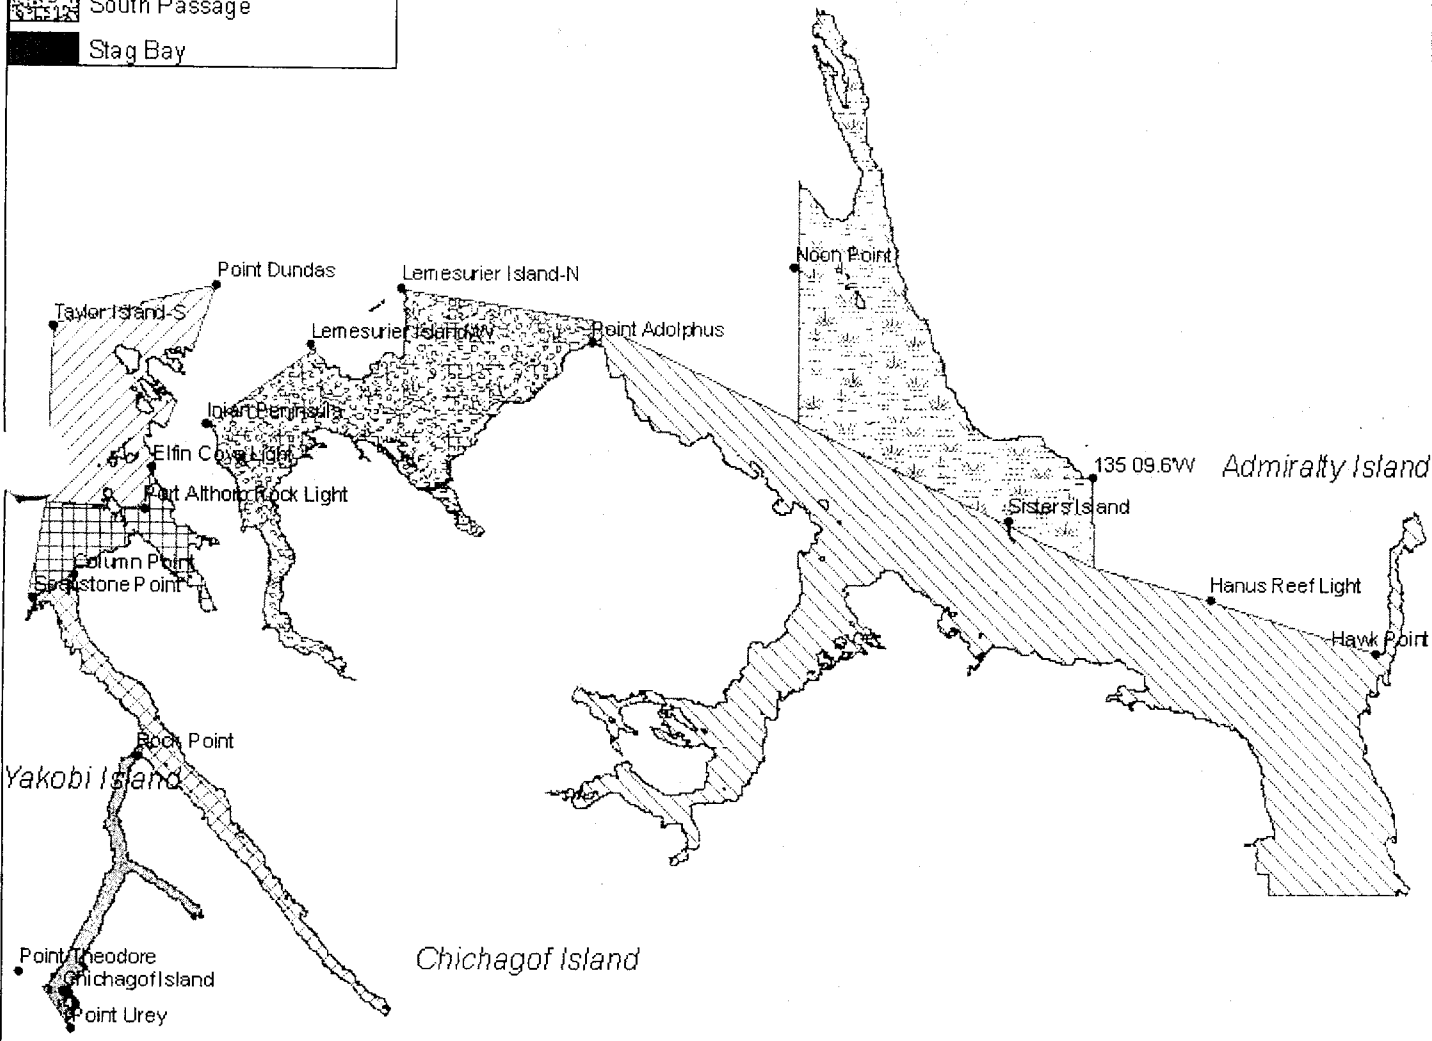 South Passage
Stag Bay
Point Dundas
Lemesurier Island-N
Noon Point
Taylor Island-S
Lemesurier Island-W
Point Adolphus
Inian Peninsula
Elfin Cove Light
135 09.6'W
Admiralty Island
Port Althorp Rock Light
Sisters Island
Column Point
Soapstone Point
Hanus Reef Light
Hawk Point
Rock Point
Yakobi Island
Point Theodore
Chichagof Island
Chichagof Island
Point Urey